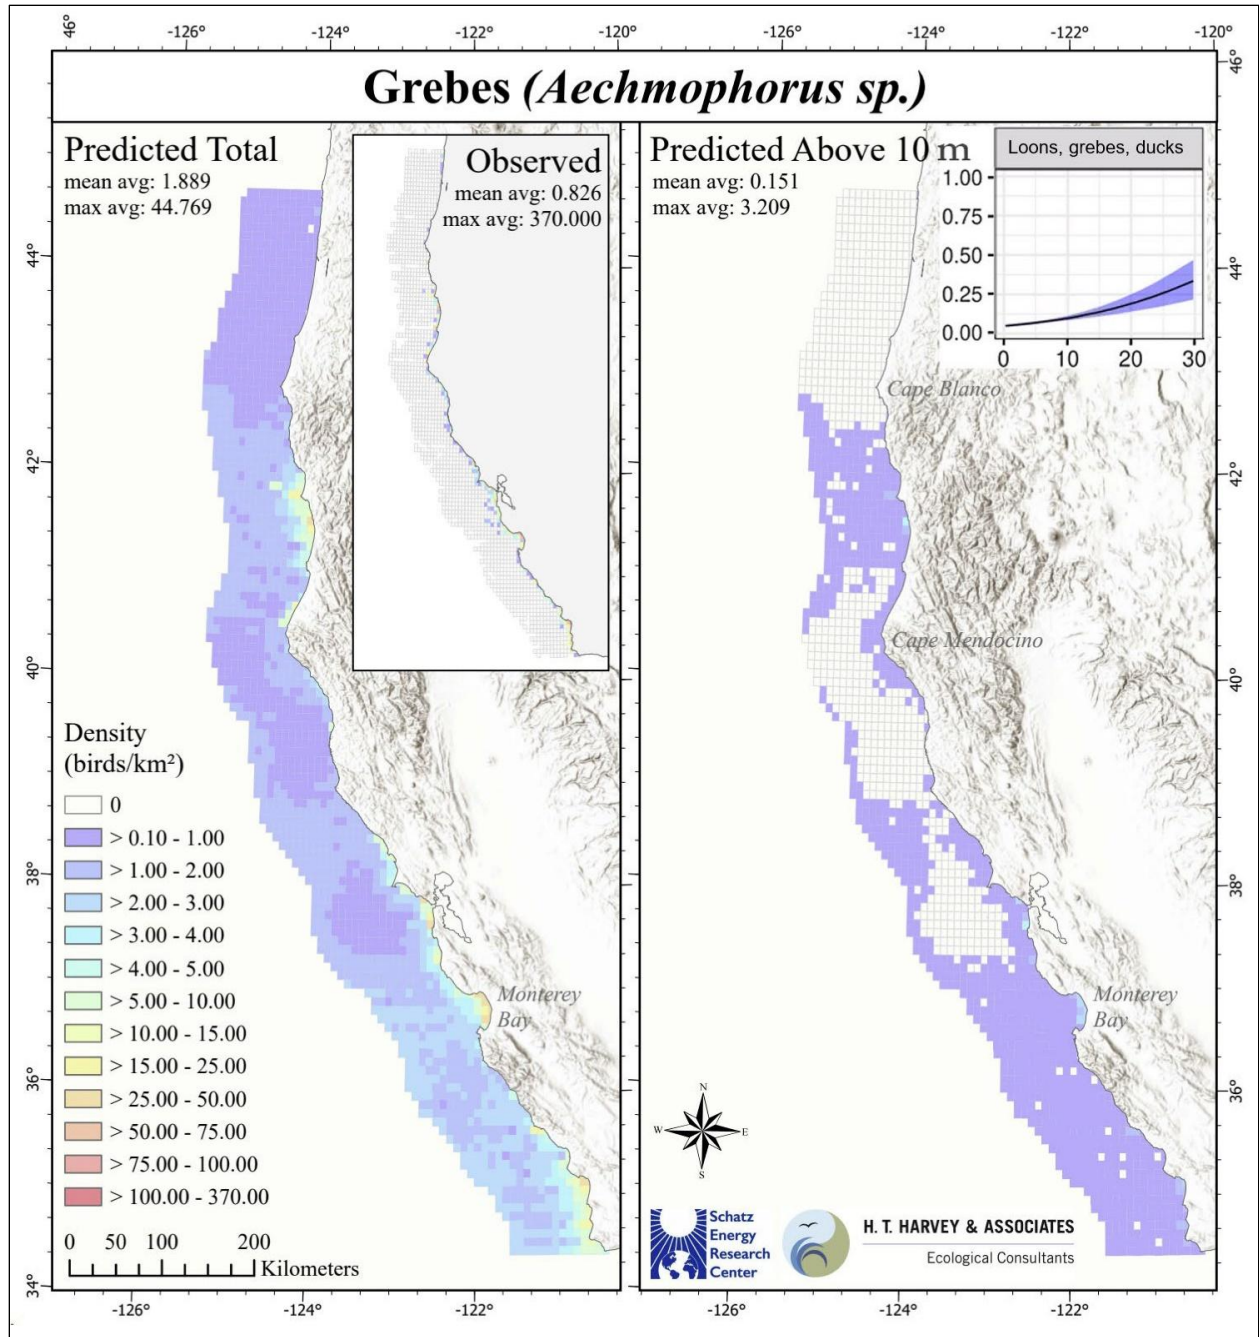 46°
-126°
-124°
-122°
-120°
-126°
-124°
-122°
-120°
46°
Grebes (Aechmophorus sp.)
Predicted Total
mean avg: 1.889
max avg: 44.769
Observed
mean avg: 0.826
max avg: 370.000
Predicted Above 10 m
mean avg: 0.151
max avg: 3.209
Loons, grebes, ducks
1.00
0.75
0.50
0.25
0.00
0
10
20
30
44°
42°
40°
38°
36°
34°
44°
42°
40°
38°
36°
Cape Blanco
Cape Mendocino
Monterey
Bay
Monterey
Bay
Density
(birds/km²)
0
> 0.10 - 1.00
> 1.00 - 2.00
> 2.00 - 3.00
> 3.00 - 4.00
> 4.00 - 5.00
> 5.00 - 10.00
> 10.00 - 15.00
> 15.00 - 25.00
> 25.00 - 50.00
> 50.00 - 75.00
> 75.00 - 100.00
> 100.00 - 370.00
0 50 100 200
Kilometers
N
W E
S
Schatz
Energy
Research
Center
H. T. HARVEY & ASSOCIATES
Ecological Consultants
-126°
-124°
-122°
-126°
-124°
-122°